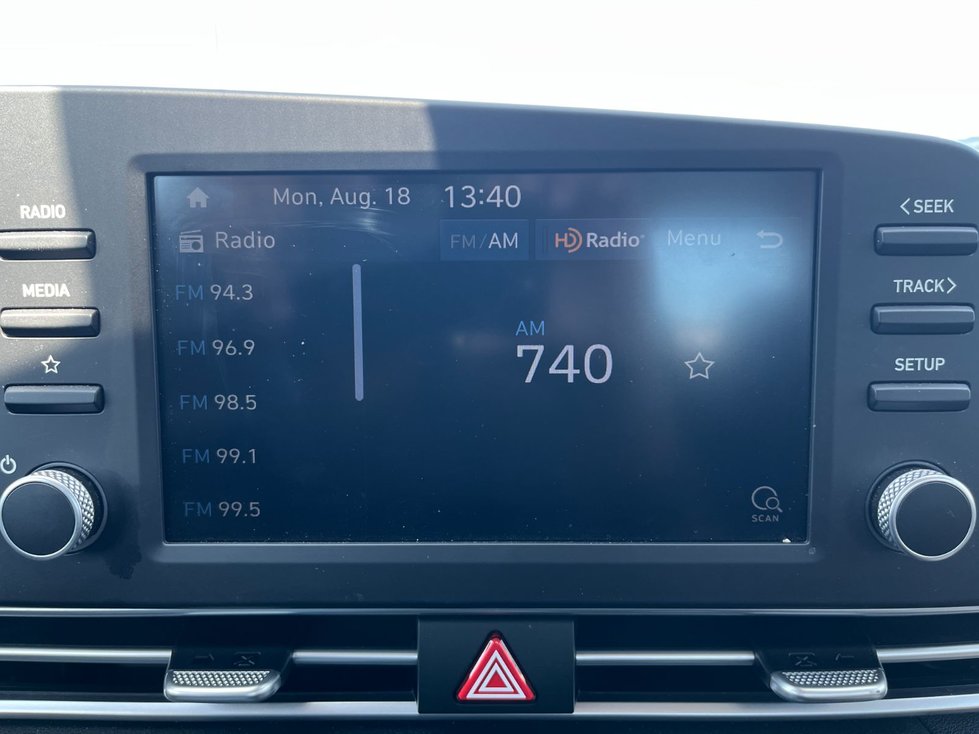 RADIO
MEDIA
Mon, Aug. 18 13:40
Radio FM/AM HD Radio Menu
FM 94.3
FM 96.9
FM 98.5
FM 99.1
FM 99.5
AM
740
SCAN
<SEEK
TRACK>
SETUP